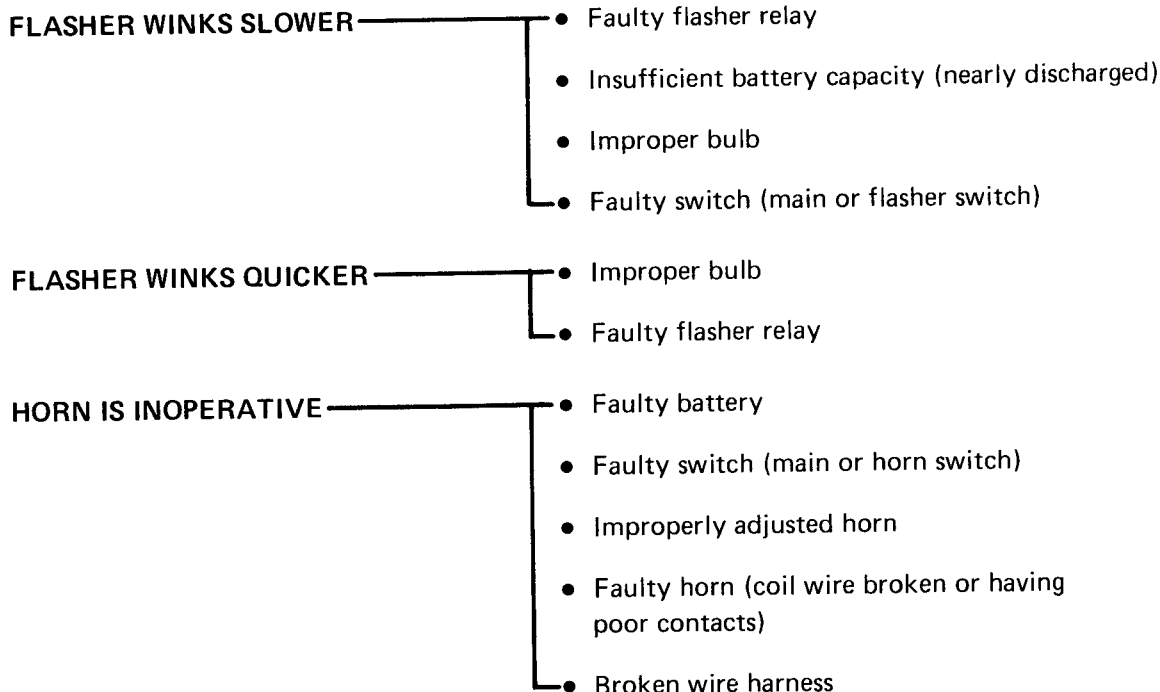 FLASHER WINKS SLOWER
• Faulty flasher relay
• Insufficient battery capacity (nearly discharged)
• Improper bulb
• Faulty switch (main or flasher switch)
FLASHER WINKS QUICKER
• Improper bulb
• Faulty flasher relay
HORN IS INOPERATIVE
• Faulty battery
• Faulty switch (main or horn switch)
• Improperly adjusted horn
• Faulty horn (coil wire broken or having
poor contacts)
• Broken wire harness